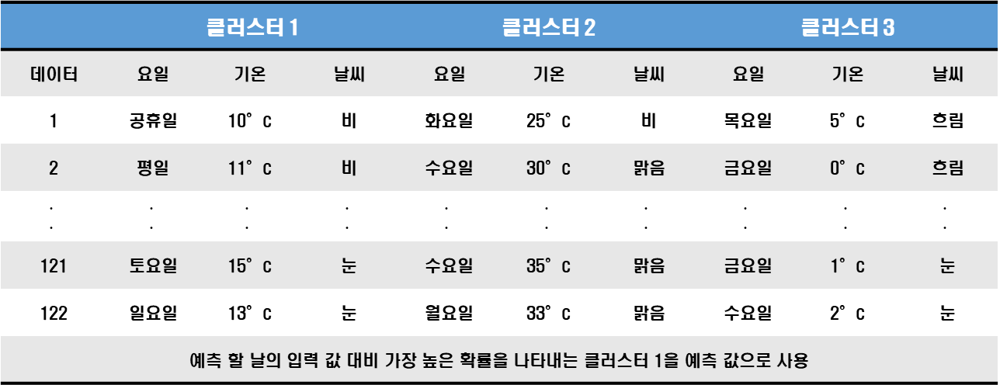 클러스터 1 클러스터 2 클러스터 3
데이터 요일 기온 날씨 요일 기온 날씨 요일 기온 날씨
1 공휴일 10° C 비 화요일 25° C 비 목요일 5° C 흐림
2 평일 11° C 비 수요일 30° C 맑음 금요일 0° C 흐림
. . . . . . . . . .
. . . . . . . . . .
121 토요일 15° C 눈 수요일 35° C 맑음 금요일 1° C 눈
122 일요일 13° C 눈 월요일 33° C 맑음 수요일 2° C 눈
예측 할 날의 입력 값 대비 가장 높은 확률을 나타내는 클러스터 1을 예측 값으로 사용